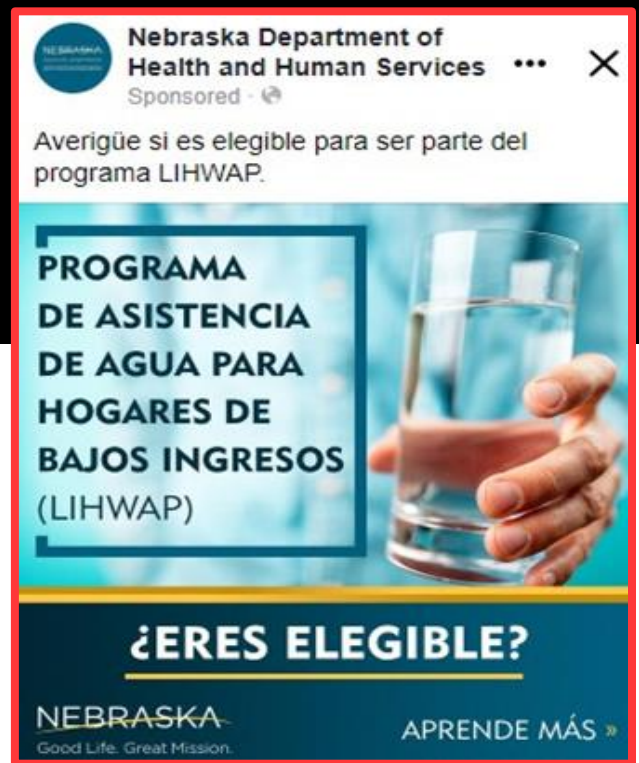 Nebraska Department of
Health and Human Services
Sponsored ·
Averigüe si es elegible para ser parte del
programa LIHWAP.
PROGRAMA
DE ASISTENCIA
DE AGUA PARA
HOGARES DE
BAJOS INGRESOS
(LIHWAP)
¿ERES ELEGIBLE?
NEBRASKA
Good Life. Great Mission.
APRENDE MÁS »